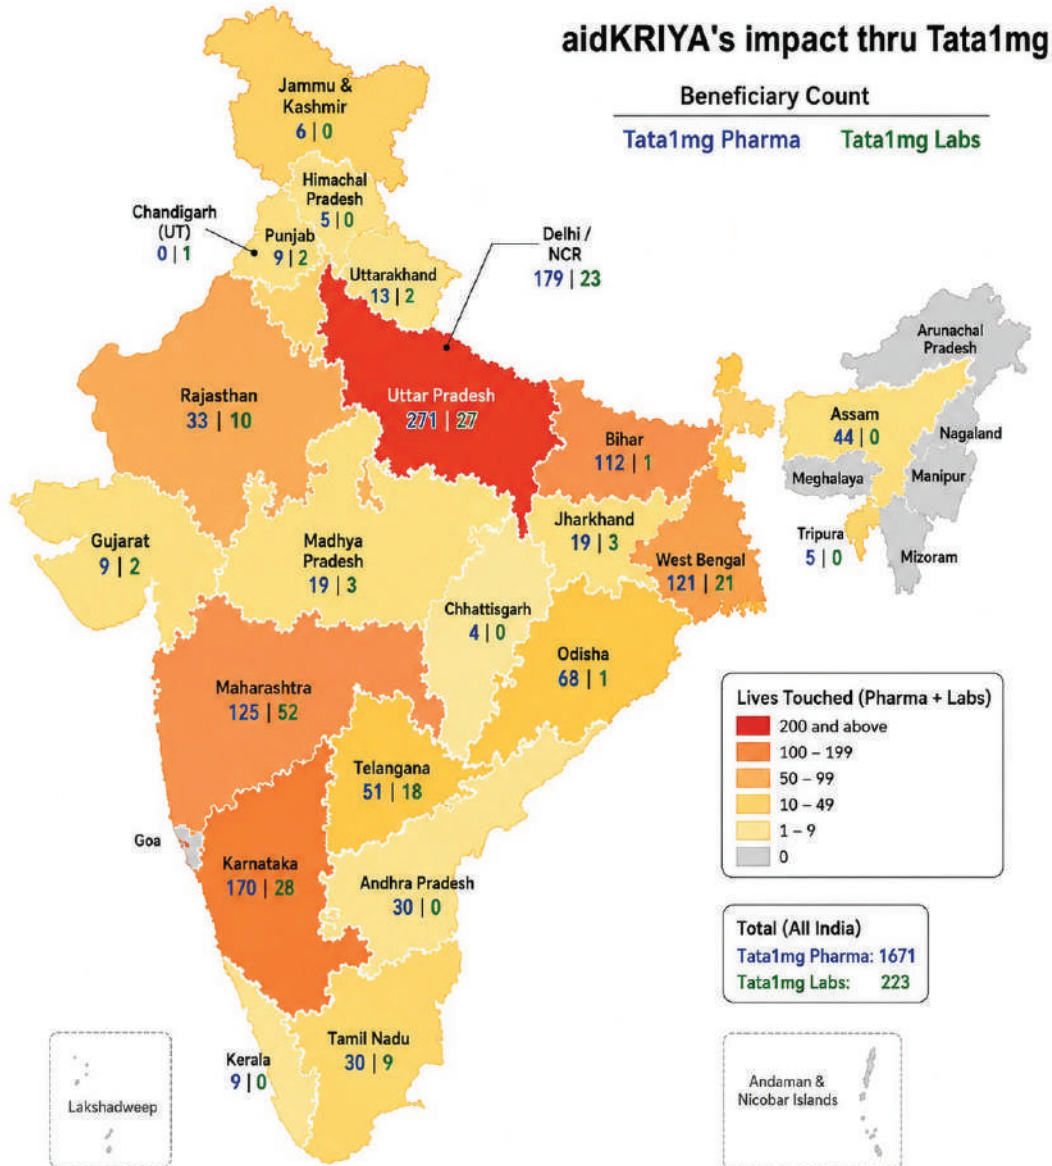 aidKRIYA's impact thru Tata1mg
Beneficiary Count
Tata1mg Pharma Tata1mg Labs
Jammu &
Kashmir
6 | 0
Himachal
Pradesh
5 | 0
Chandigarh
(UT)
0 | 1
Punjab
9 | 2
Uttarakhand
13 | 2
Delhi /
NCR
179 | 23
Rajasthan
33 | 10
Uttar Pradesh
271 | 27
Bihar
112 | 1
Arunachal
Pradesh
Assam
44 | 0
Nagaland
Meghalaya
Manipur
Tripura
5 | 0
Mizoram
Gujarat
9 | 2
Madhya
Pradesh
19 | 3
Jharkhand
19 | 3
West Bengal
121 | 21
Chhattisgarh
4 | 0
Odisha
68 | 1
Maharashtra
125 | 52
Telangana
51 | 18
Goa
Karnataka
170 | 28
Andhra Pradesh
30 | 0
Kerala
9 | 0
Tamil Nadu
30 | 9
Lakshadweep
Lives Touched (Pharma + Labs)
200 and above
100 – 199
50 – 99
10 – 49
1 – 9
0
Total (All India)
Tata1mg Pharma: 1671
Tata1mg Labs: 223
Andaman &
Nicobar Islands